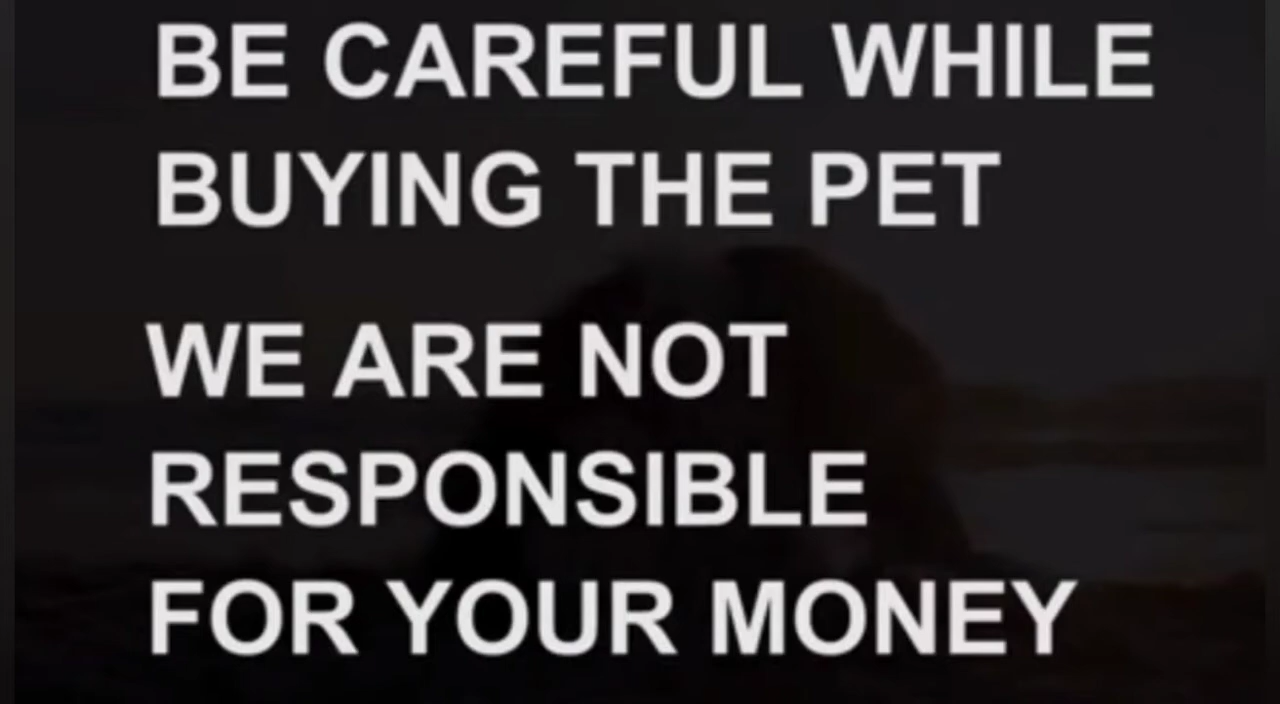 BE CAREFUL WHILE
BUYING THE PET
WE ARE NOT
RESPONSIBLE
FOR YOUR MONEY